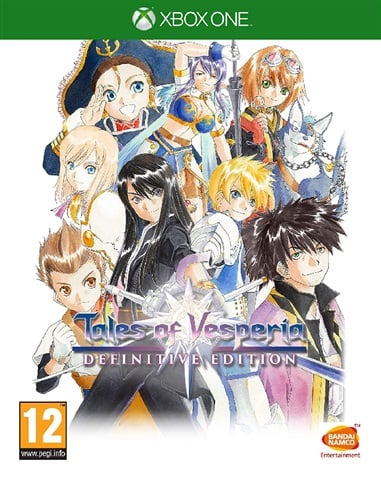 XBOX ONE
Tales of Vesperia
DEFINITIVE EDITION
12
www.pegi.info
BANDAI
NAMCO
Entertainment